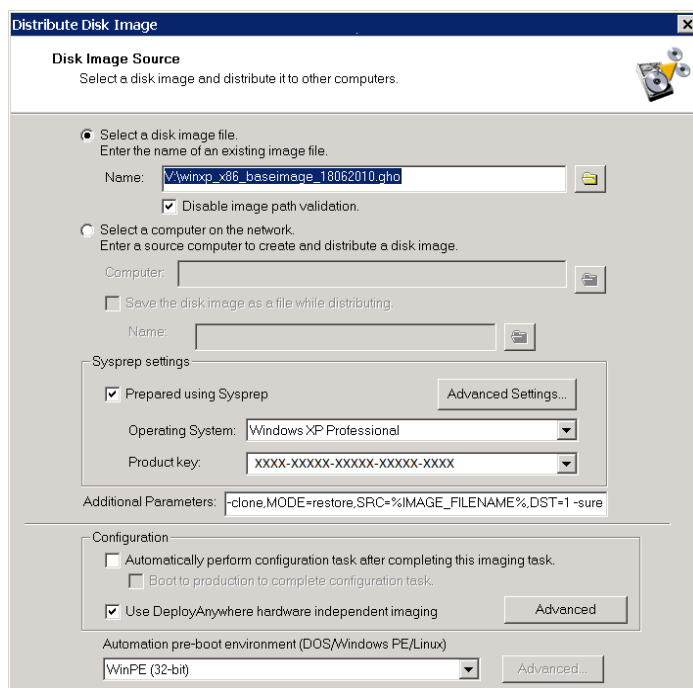 Distribute Disk Image
Disk Image Source
Select a disk image and distribute it to other computers.
Select a disk image file.
Enter the name of an existing image file.
Name: V:\winxp_x86_baseimage_18062010.gho
Disable image path validation.
Select a computer on the network.
Enter a source computer to create and distribute a disk image.
Computer:
Save the disk image as a file while distributing.
Name:
Sysprep settings
Prepared using Sysprep Advanced Settings...
Operating System: Windows XP Professional
Product key: XXXX-XXXXX-XXXXX-XXXXX-XXXX
Additional Parameters: -clone,MODE=restore,SRC=%IMAGE_FILENAME%,DST=1 -sure
Configuration
Automatically perform configuration task after completing this imaging task.
Boot to production to complete configuration task.
Use DeployAnywhere hardware independent imaging Advanced
Automation pre-boot environment (DOS/Windows PE/Linux)
WinPE (32-bit) Advanced...